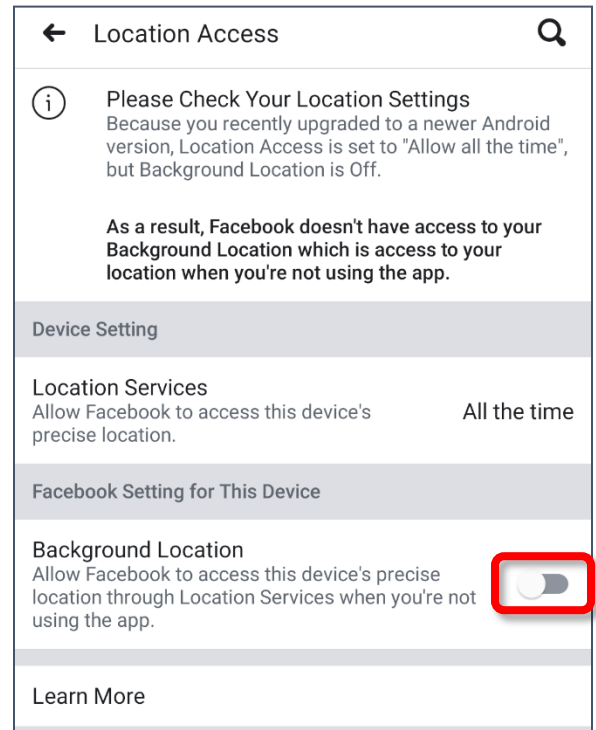 Location Access
Please Check Your Location Settings
Because you recently upgraded to a newer Android
version, Location Access is set to "Allow all the time",
but Background Location is Off.
As a result, Facebook doesn't have access to your
Background Location which is access to your
location when you're not using the app.
Device Setting
Location Services
Allow Facebook to access this device's
precise location.
All the time
Facebook Setting for This Device
Background Location
Allow Facebook to access this device's precise
location through Location Services when you're not
using the app.
Learn More